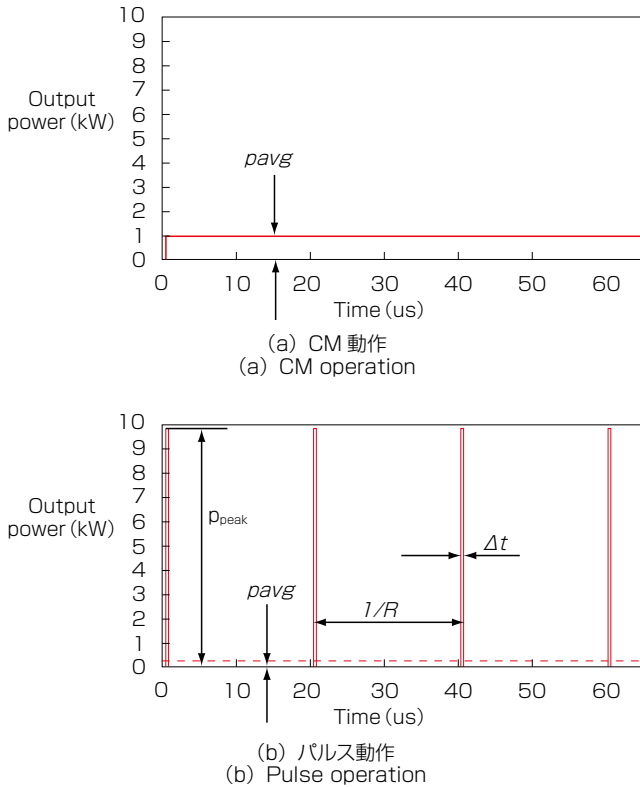 10
9
8
7
6
5
4
3
2
1
0
Output
power (kW)
pavg
0 10 20 30 40 50 60
Time (us)
(a) CM 動作
(a) CM operation
10
9
8
7
6
5
4
3
2
1
0
Output
power (kW)
Ppeak
Δt
pavg
1/R
0 10 20 30 40 50 60
Time (us)
(b) パルス動作
(b) Pulse operation